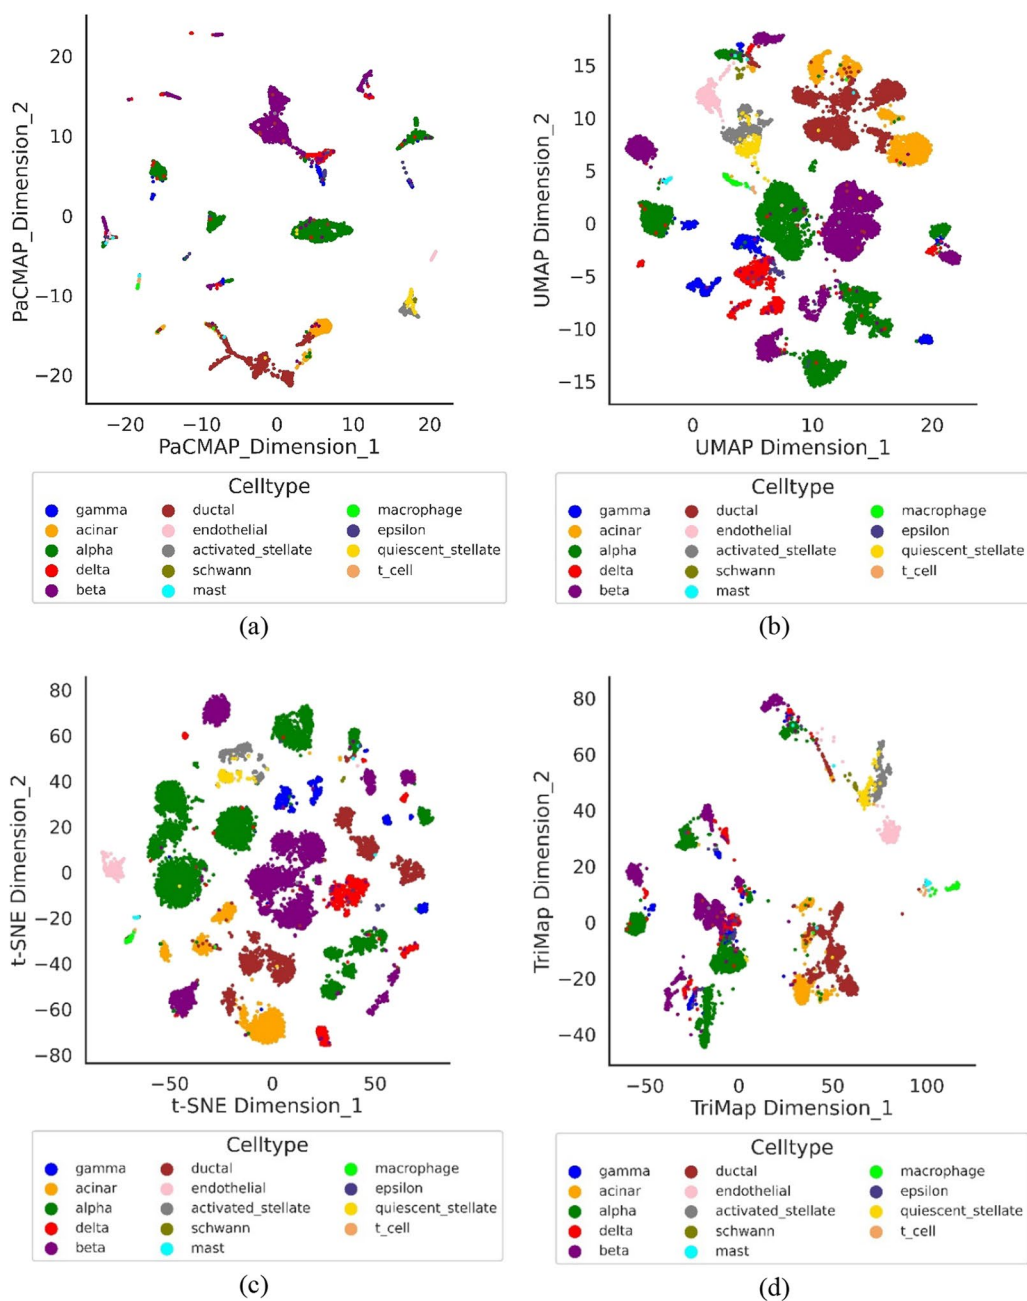 20
10
0
−10
−20
PaCMAP_Dimension_2
−20 −10 0 10 20
PaCMAP_Dimension_1
Celltype
gamma ductal macrophage
acinar endothelial epsilon
alpha activated_stellate quiescent_stellate
delta schwann t_cell
beta mast
(a)
15
10
5
0
−5
−10
−15
UMAP Dimension_2
0 10 20
UMAP Dimension_1
Celltype
gamma ductal macrophage
acinar endothelial epsilon
alpha activated_stellate quiescent_stellate
delta schwann t_cell
beta mast
(b)
80
60
40
20
0
−20
−40
−60
−80
t-SNE Dimension_2
−50 0 50
t-SNE Dimension_1
Celltype
gamma ductal macrophage
acinar endothelial epsilon
alpha activated_stellate quiescent_stellate
delta schwann t_cell
beta mast
(c)
80
60
40
20
0
−20
−40
TriMap Dimension_2
−50 0 50 100
TriMap Dimension_1
Celltype
gamma ductal macrophage
acinar endothelial epsilon
alpha activated_stellate quiescent_stellate
delta schwann t_cell
beta mast
(d)